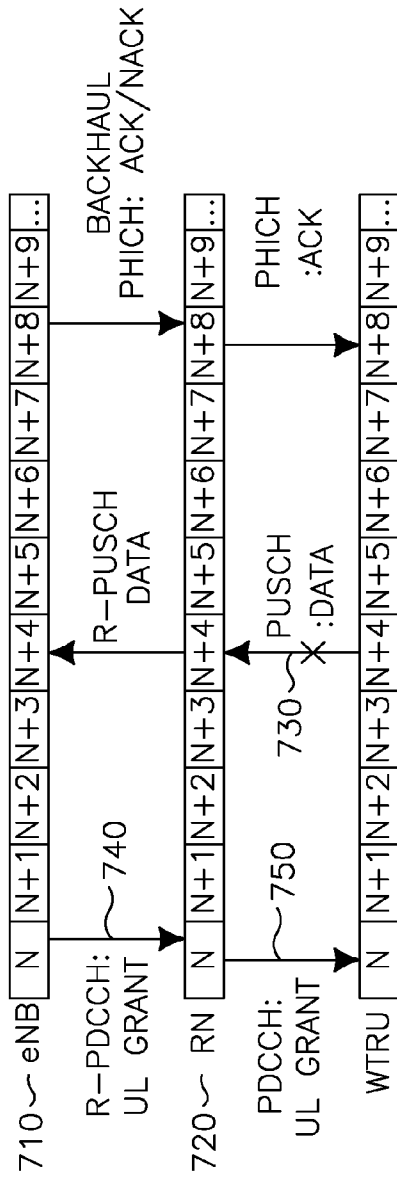 710 eNB
N N+1 N+2 N+3 N+4 N+5 N+6 N+7 N+8 N+9 ...
R-PDCCH:
UL GRANT
740
R-PUSCH
DATA
BACKHAUL
PHICH: ACK/NACK
720 RN
N N+1 N+2 N+3 N+4 N+5 N+6 N+7 N+8 N+9 ...
PDCCH:
UL GRANT
750
730
PUSCH
:DATA
PHICH
:ACK
WTRU
N N+1 N+2 N+3 N+4 N+5 N+6 N+7 N+8 N+9 ...